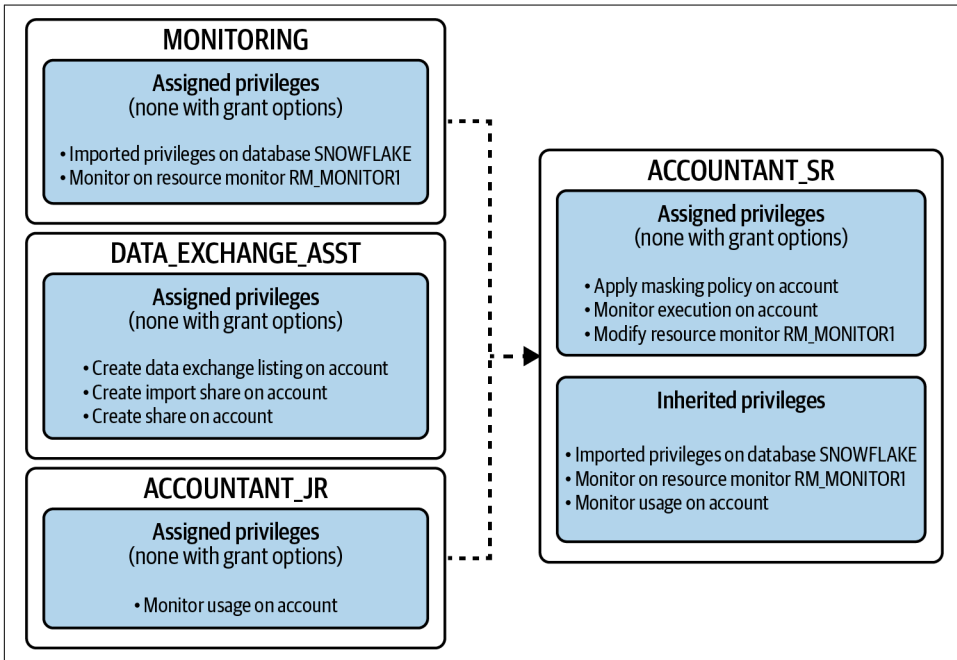 MONITORING
Assigned privileges
(none with grant options)
• Imported privileges on database SNOWFLAKE
• Monitor on resource monitor RM_MONITOR1
DATA_EXCHANGE_ASST
Assigned privileges
(none with grant options)
• Create data exchange listing on account
• Create import share on account
• Create share on account
ACCOUNTANT_JR
Assigned privileges
(none with grant options)
• Monitor usage on account
ACCOUNTANT_SR
Assigned privileges
(none with grant options)
• Apply masking policy on account
• Monitor execution on account
• Modify resource monitor RM_MONITOR1
Inherited privileges
• Imported privileges on database SNOWFLAKE
• Monitor on resource monitor RM_MONITOR1
• Monitor usage on account